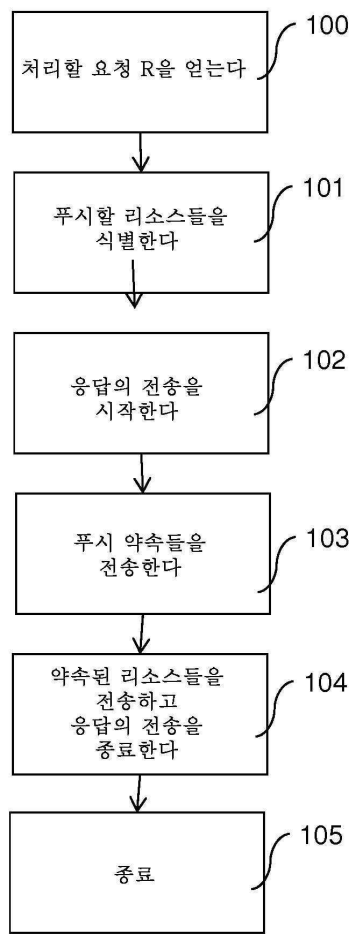 100
처리할 요청 R을 얻는다
101
푸시할 리소스들을
식별한다
102
응답의 전송을
시작한다
103
푸시 약속들을
전송한다
104
약속된 리소스들을
전송하고
응답의 전송을
종료한다
105
종료